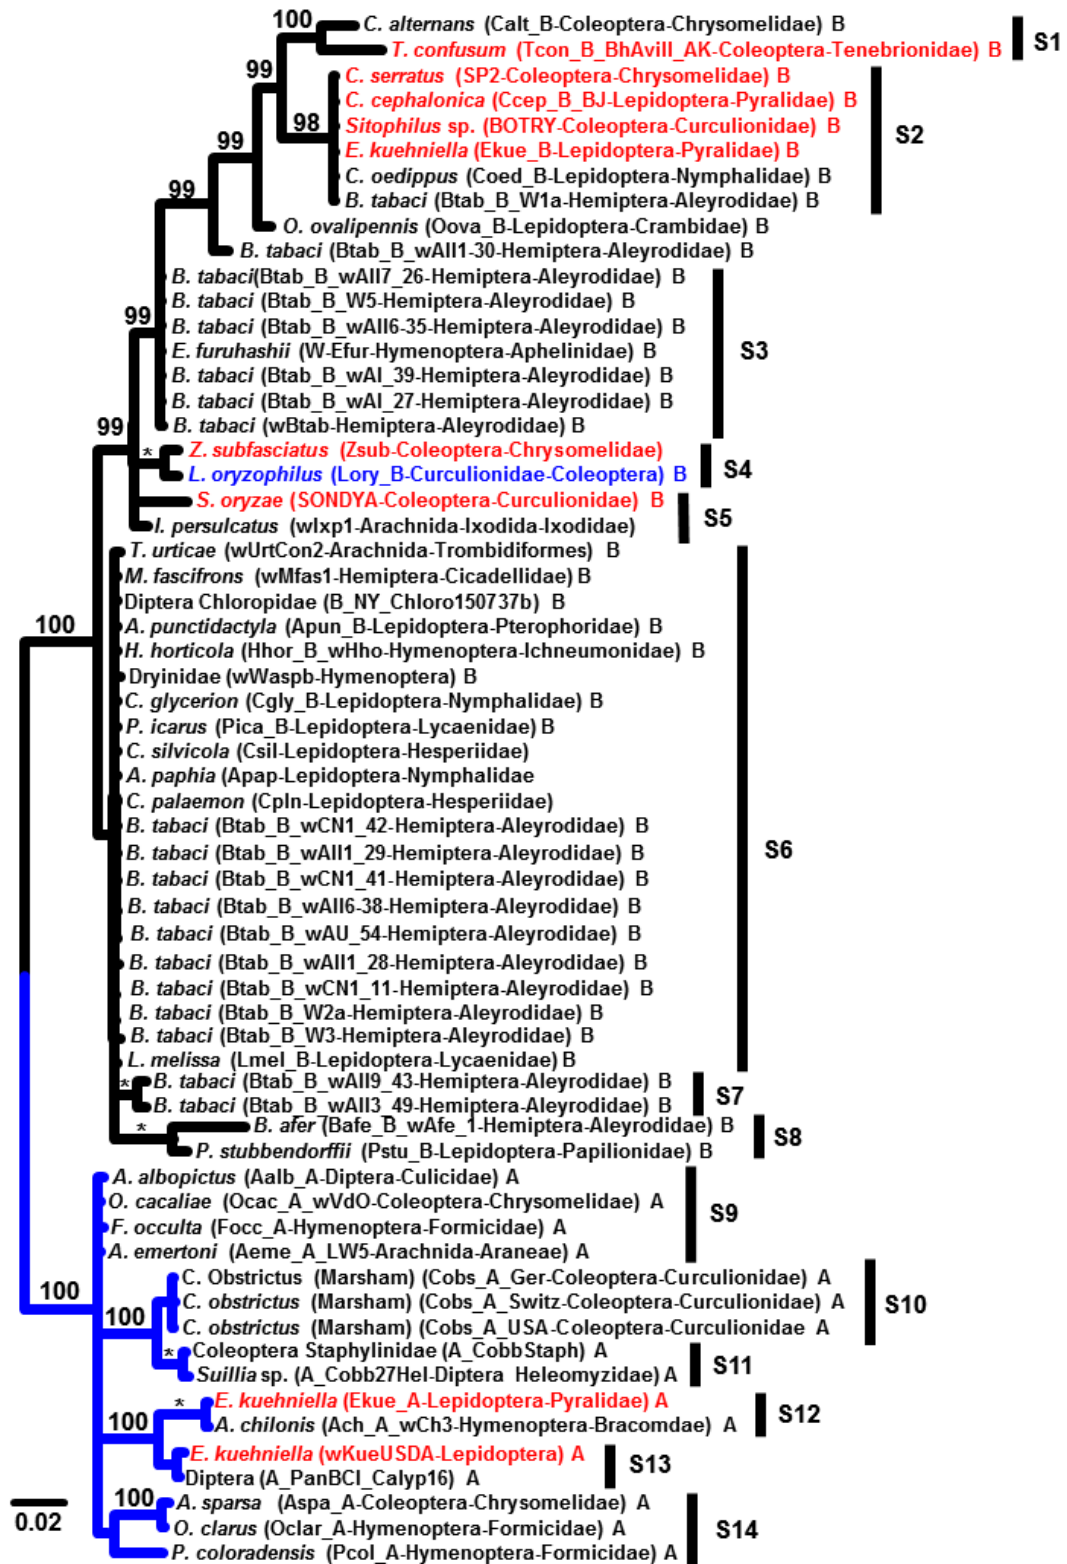 100
C. alternans (Calt_B-Coleoptera-Chrysomelidae) B
T. confusum (Tcon_B_BhAvill_AK-Coleoptera-Tenebrionidae) B
S1
99
C. serratus (SP2-Coleoptera-Chrysomelidae) B
C. cephalonica (Ccep_B_BJ-Lepidoptera-Pyralidae) B
98
Sitophilus sp. (BOTRY-Coleoptera-Curculionidae) B
S2
99
E. kuehniella (Ekue_B-Lepidoptera-Pyralidae) B
C. oedippus (Coed_B-Lepidoptera-Nymphalidae) B
99
B. tabaci (Btab_B_W1a-Hemiptera-Aleyrodidae) B
O. ovalipennis (Oova_B-Lepidoptera-Crambidae) B
B. tabaci (Btab_B_wAll1-30-Hemiptera-Aleyrodidae) B
B. tabaci(Btab_B_wAll7_26-Hemiptera-Aleyrodidae) B
B. tabaci (Btab_B_W5-Hemiptera-Aleyrodidae) B
99
B. tabaci (Btab_B_wAll6-35-Hemiptera-Aleyrodidae) B
E. furuhashii (W-Efur-Hymenoptera-Aphelinidae) B
S3
B. tabaci (Btab_B_wAI_39-Hemiptera-Aleyrodidae) B
B. tabaci (Btab_B_wAI_27-Hemiptera-Aleyrodidae) B
B. tabaci (wBtab-Hemiptera-Aleyrodidae) B
99
*
Z. subfasciatus (Zsub-Coleoptera-Chrysomelidae)
L. oryzophilus (Lory_B-Curculionidae-Coleoptera) B
S4
S. oryzae (SONDYA-Coleoptera-Curculionidae) B
S5
I. persulcatus (wIxp1-Arachnida-Ixodida-Ixodidae)
T. urticae (wUrtCon2-Arachnida-Trombidiformes) B
M. fascifrons (wMfas1-Hemiptera-Cicadellidae) B
Diptera Chloropidae (B_NY_Chloro150737b) B
100
A. punctidactyla (Apun_B-Lepidoptera-Pterophoridae) B
H. horticola (Hhor_B_wHho-Hymenoptera-Ichneumonidae) B
Dryinidae (wWaspb-Hymenoptera) B
C. glycerion (Cgly_B-Lepidoptera-Nymphalidae) B
P. icarus (Pica_B-Lepidoptera-Lycaenidae) B
C. silvicola (Csil-Lepidoptera-Hesperiidae)
A. paphia (Apap-Lepidoptera-Nymphalidae
C. palaemon (Cpln-Lepidoptera-Hesperiidae)
B. tabaci (Btab_B_wCN1_42-Hemiptera-Aleyrodidae) B
B. tabaci (Btab_B_wAll1_29-Hemiptera-Aleyrodidae) B
S6
B. tabaci (Btab_B_wCN1_41-Hemiptera-Aleyrodidae) B
B. tabaci (Btab_B_wAll6-38-Hemiptera-Aleyrodidae) B
B. tabaci (Btab_B_wAU_54-Hemiptera-Aleyrodidae) B
B. tabaci (Btab_B_wAll1_28-Hemiptera-Aleyrodidae) B
B. tabaci (Btab_B_wCN1_11-Hemiptera-Aleyrodidae) B
B. tabaci (Btab_B_W2a-Hemiptera-Aleyrodidae) B
B. tabaci (Btab_B_W3-Hemiptera-Aleyrodidae) B
L. melissa (Lmel_B-Lepidoptera-Lycaenidae) B
*
B. tabaci (Btab_B_wAll9_43-Hemiptera-Aleyrodidae) B
S7
B. tabaci (Btab_B_wAll3_49-Hemiptera-Aleyrodidae) B
*
B. afer (Bafe_B_wAfe_1-Hemiptera-Aleyrodidae) B
S8
P. stubbendorffii (Pstu_B-Lepidoptera-Papilionidae) B
A. albopictus (Aalb_A-Diptera-Culicidae) A
O. cacaliae (Ocac_A_wVdO-Coleoptera-Chrysomelidae) A
S9
F. occulta (Focc_A-Hymenoptera-Formicidae) A
A. emertoni (Aeme_A_LW5-Arachnida-Araneae) A
100
C. Obstrictus (Marsham) (Cobs_A_Ger-Coleoptera-Curculionidae) A
C. obstrictus (Marsham) (Cobs_A_Switz-Coleoptera-Curculionidae) A
S10
100
C. obstrictus (Marsham) (Cobs_A_USA-Coleoptera-Curculionidae A
*
Coleoptera Staphylinidae (A_CobbStaph) A
S11
Suillia sp. (A_Cobb27Hel-Diptera Heleomyzidae) A
*
E. kuehniella (Ekue_A-Lepidoptera-Pyralidae) A
S12
100
A. chilonis (Ach_A_wCh3-Hymenoptera-Bracomdae) A
E. kuehniella (wKueUSDA-Lepidoptera) A
S13
Diptera (A_PanBCI_Calyp16) A
100
A. sparsa (Aspa_A-Coleoptera-Chrysomelidae) A
0.02
O. clarus (Oclar_A-Hymenoptera-Formicidae) A
S14
P. coloradensis (Pcol_A-Hymenoptera-Formicidae) A